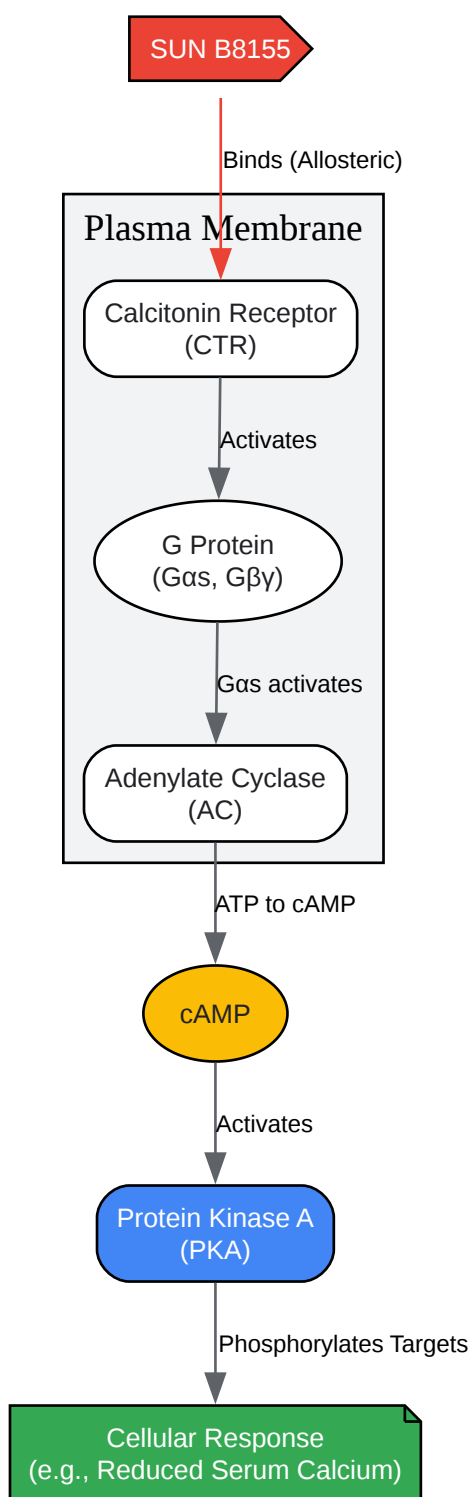 SUN B8155
Binds (Allosteric)
Plasma Membrane
Calcitonin Receptor
(CTR)
Activates
G Protein
(Gαs, Gβγ)
Gαs activates
Adenylate Cyclase
(AC)
ATP to cAMP
cAMP
Activates
Protein Kinase A
(PKA)
Phosphorylates Targets
Cellular Response
(e.g., Reduced Serum Calcium)